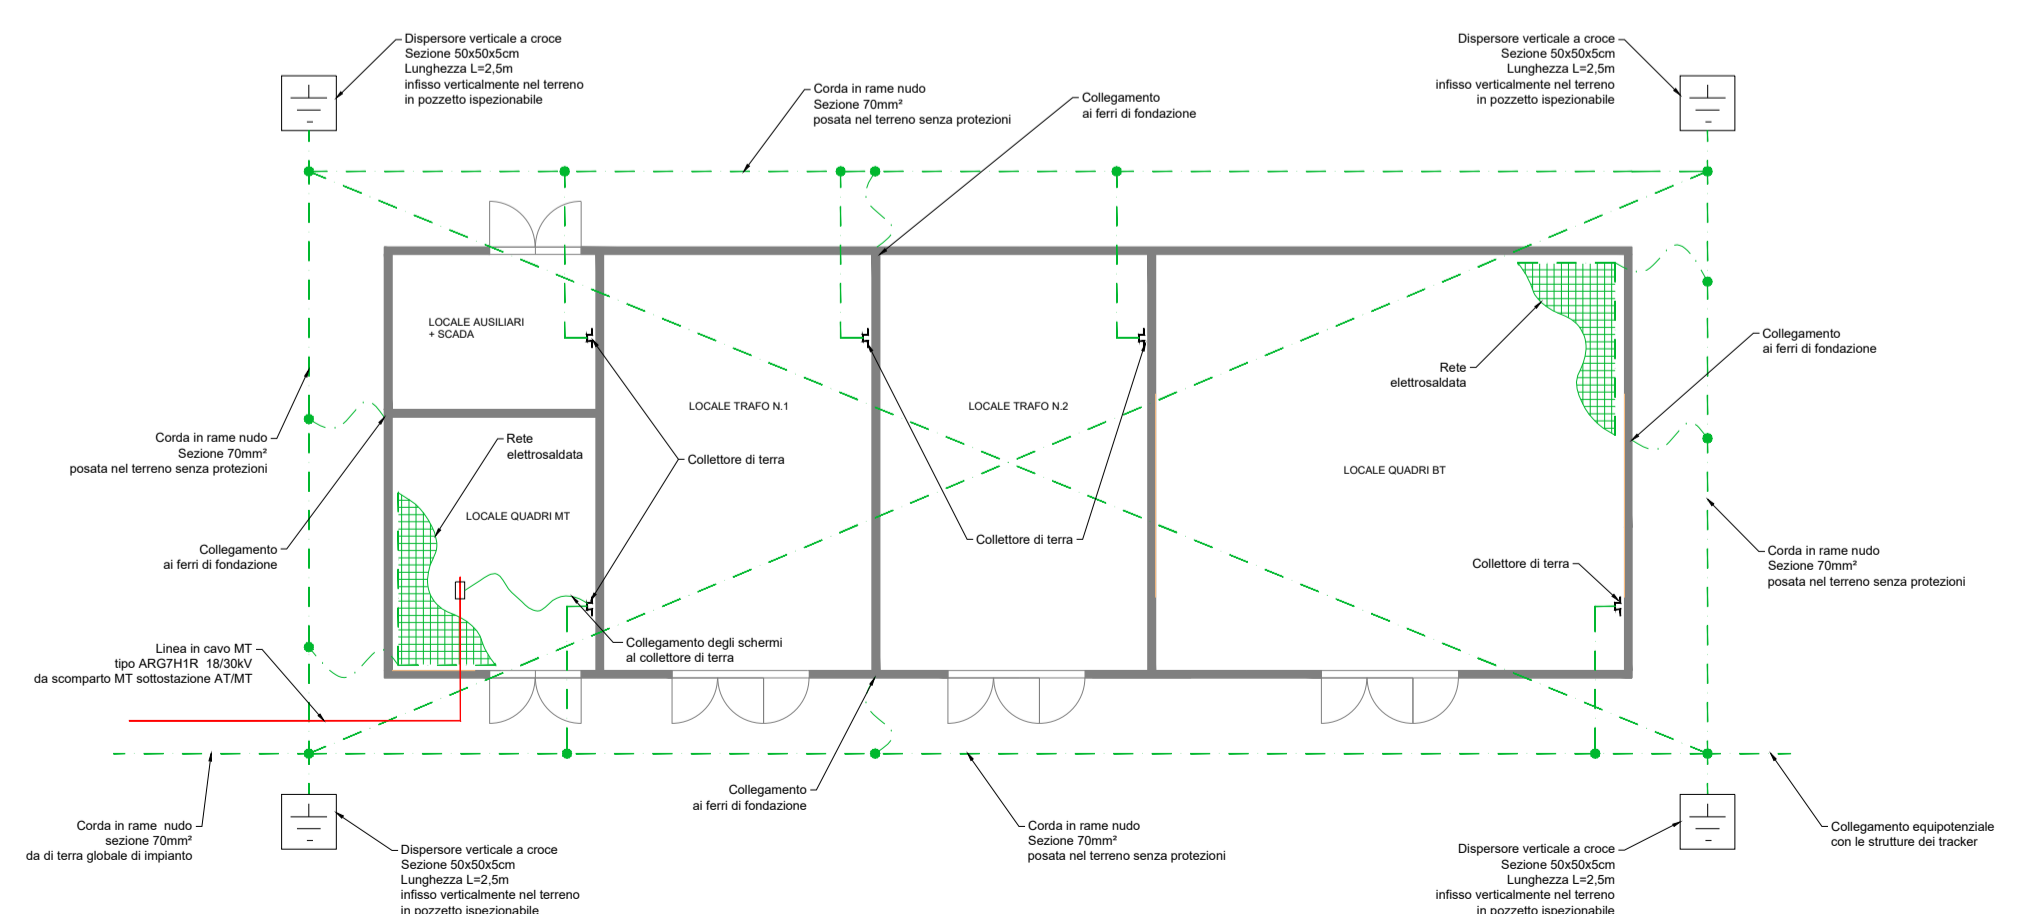 Dispersore verticale a croce
Sezione 50x50x5cm
Lunghezza L=2,5m
infisso verticalmente nel terreno
in pozzetto ispezionabile
Corda in rame nudo
Sezione 70mm²
posata nel terreno senza protezioni
Collegamento
ai ferri di fondazione
Dispersore verticale a croce
Sezione 50x50x5cm
Lunghezza L=2,5m
infisso verticalmente nel terreno
in pozzetto ispezionabile
LOCALE AUSILIARI
+ SCADA
Collegamento
ai ferri di fondazione
Rete
elettrosaldata
LOCALE TRAFO N.1
LOCALE TRAFO N.2
Corda in rame nudo
Sezione 70mm²
posata nel terreno senza protezioni
Rete
elettrosaldata
Collettore di terra
LOCALE QUADRI BT
LOCALE QUADRI MT
Collettore di terra
Collegamento
ai ferri di fondazione
Collettore di terra
Corda in rame nudo
Sezione 70mm²
posata nel terreno senza protezioni
Collegamento degli schermi
al collettore di terra
Linea in cavo MT
tipo ARG7H1R  18/30kV
da scomparto MT sottostazione AT/MT
Collegamento
ai ferri di fondazione
Corda in rame  nudo
sezione 70mm²
da di terra globale di impianto
Corda in rame nudo
Sezione 70mm²
posata nel terreno senza protezioni
Collegamento equipotenziale
con le strutture dei tracker
Dispersore verticale a croce
Sezione 50x50x5cm
Lunghezza L=2,5m
infisso verticalmente nel terreno
in pozzetto ispezionabile
Dispersore verticale a croce
Sezione 50x50x5cm
Lunghezza L=2,5m
infisso verticalmente nel terreno
in pozzetto ispezionabile